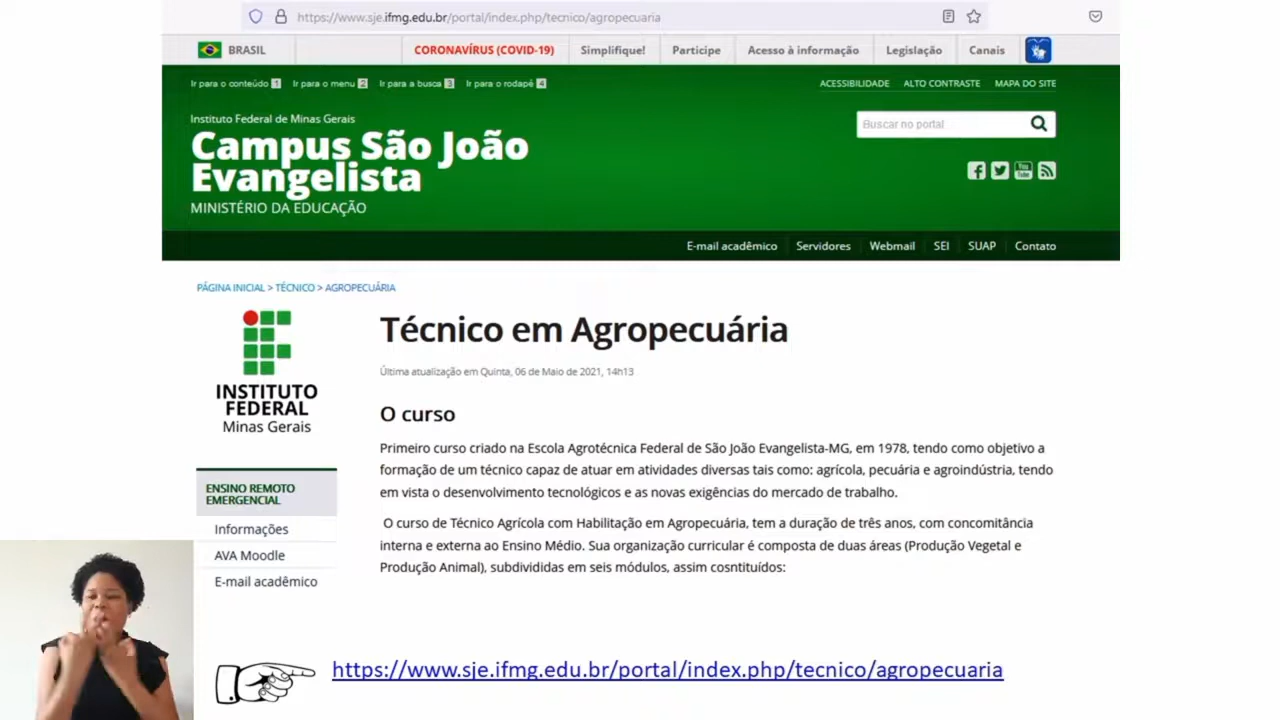 https://www.sje.ifmg.edu.br/portal/index.php/tecnico/agropecuaria
BRASIL
CORONAVÍRUS (COVID-19)
Simplifique!
Participe
Acesso à informação
Legislação
Canais
Ir para o conteúdo 1 Ir para o menu 2 Ir para a busca 3 Ir para o rodapé 4
ACESSIBILIDADE ALTO CONTRASTE MAPA DO SITE
Instituto Federal de Minas Gerais
Campus São João
Evangelista
MINISTÉRIO DA EDUCAÇÃO
Buscar no portal
You Tube
E-mail acadêmico Servidores Webmail SEI SUAP Contato
PÁGINA INICIAL > TÉCNICO > AGROPECUÁRIA
INSTITUTO
FEDERAL
Minas Gerais
ENSINO REMOTO
EMERGENCIAL
Informações
AVA Moodle
E-mail acadêmico
Técnico em Agropecuária
Última atualização em Quinta, 06 de Maio de 2021, 14h13
O curso
Primeiro curso criado na Escola Agrotécnica Federal de São João Evangelista-MG, em 1978, tendo como objetivo a
formação de um técnico capaz de atuar em atividades diversas tais como: agrícola, pecuária e agroindústria, tendo
em vista o desenvolvimento tecnológicos e as novas exigências do mercado de trabalho.
O curso de Técnico Agrícola com Habilitação em Agropecuária, tem a duração de três anos, com concomitância
interna e externa ao Ensino Médio. Sua organização curricular é composta de duas áreas (Produção Vegetal e
Produção Animal), subdivididas em seis módulos, assim cosntituídos:
https://www.sje.ifmg.edu.br/portal/index.php/tecnico/agropecuaria